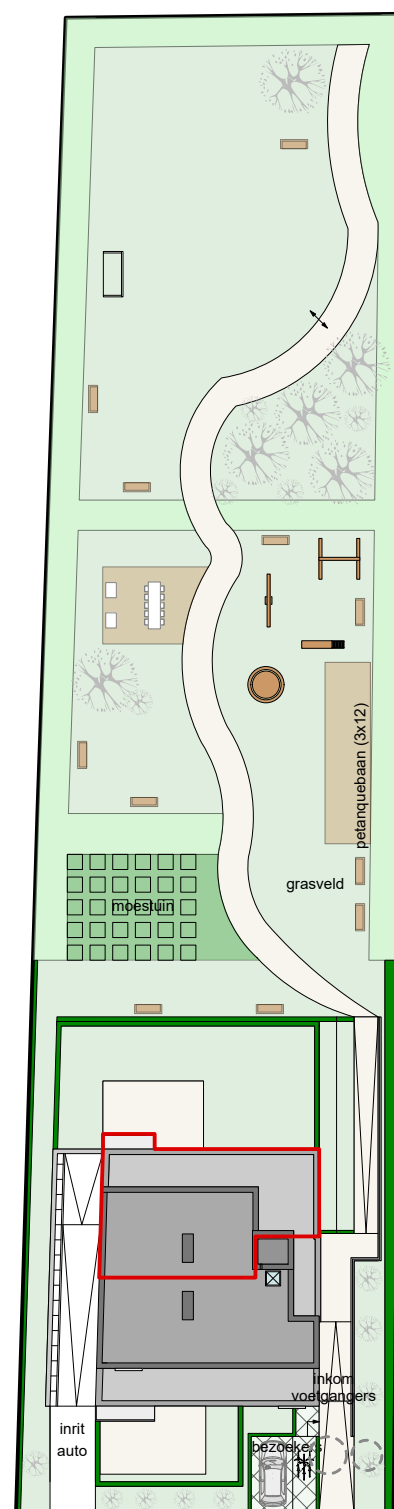 petanquebaan (3x12)
grasveld
moestuin
inkom
voetgangers
inrit
auto
bezoekers